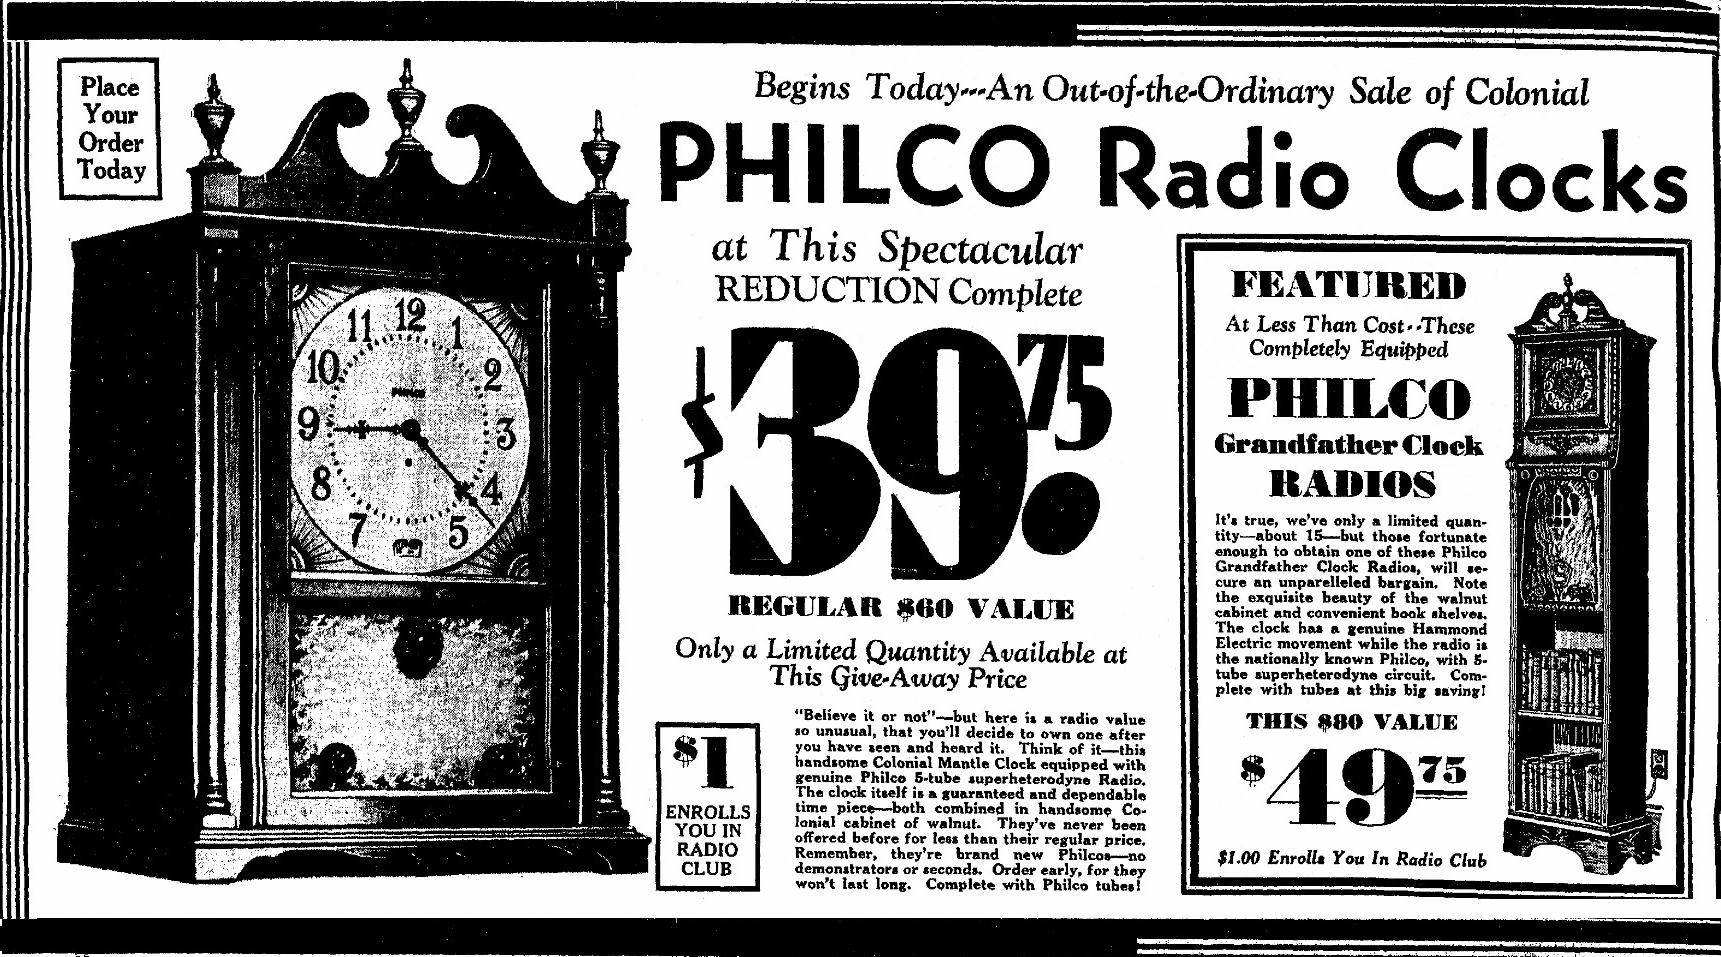 Place
Your
Order
Today
Begins Today---An Out-of-the-Ordinary Sale of Colonial
PHILCO Radio Clocks
at This Spectacular
REDUCTION Complete
$39.75
REGULAR $60 VALUE
Only a Limited Quantity Available at
This Give-Away Price
"Believe it or not"—but here is a radio value
so unusual, that you'll decide to own one after
you have seen and heard it. Think of it—this
handsome Colonial Mantle Clock equipped with
genuine Philco 5-tube superheterodyne Radio.
The clock itself is a guaranteed and dependable
time piece—both combined in handsome Co-
lonial cabinet of walnut. They've never been
offered before for less than their regular price.
Remember, they're brand new Philcos—no
demonstrators or seconds. Order early, for they
won't last long. Complete with Philco tubes!
$1
ENROLLS
YOU IN
RADIO
CLUB
12
11 1
10 2
PHILCO
9 3
8 4
7 5
FEATURED
At Less Than Cost--These
Completely Equipped
PHILCO
Grandfather Clock
RADIOS
It's true, we've only a limited quan-
tity—about 15—but those fortunate
enough to obtain one of these Philco
Grandfather Clock Radios, will se-
cure an unparelleled bargain. Note
the exquisite beauty of the walnut
cabinet and convenient book shelves.
The clock has a genuine Hammond
Electric movement while the radio is
the nationally known Philco, with 5-
tube superheterodyne circuit. Com-
plete with tubes at this big saving!
THIS $80 VALUE
$49 75
$1.00 Enrolls You In Radio Club